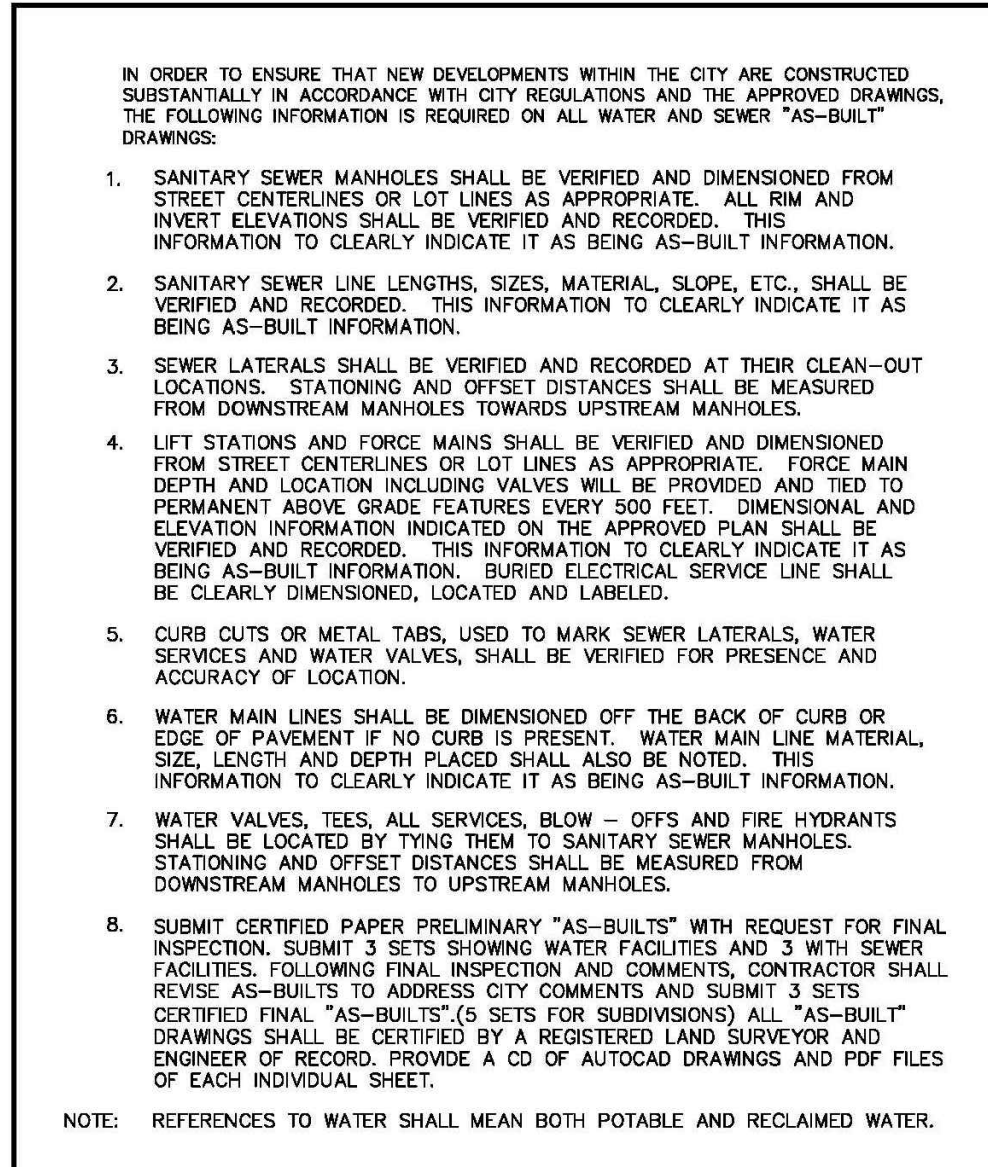 IN ORDER TO ENSURE THAT NEW DEVELOPMENTS WITHIN THE CITY ARE CONSTRUCTED
SUBSTANTIALLY IN ACCORDANCE WITH CITY REGULATIONS AND THE APPROVED DRAWINGS,
THE FOLLOWING INFORMATION IS REQUIRED ON ALL WATER AND SEWER "AS-BUILT"
DRAWINGS:
1. SANITARY SEWER MANHOLES SHALL BE VERIFIED AND DIMENSIONED FROM
STREET CENTERLINES OR LOT LINES AS APPROPRIATE. ALL RIM AND
INVERT ELEVATIONS SHALL BE VERIFIED AND RECORDED. THIS
INFORMATION TO CLEARLY INDICATE IT AS BEING AS-BUILT INFORMATION.
2. SANITARY SEWER LINE LENGTHS, SIZES, MATERIAL, SLOPE, ETC., SHALL BE
VERIFIED AND RECORDED. THIS INFORMATION TO CLEARLY INDICATE IT AS
BEING AS-BUILT INFORMATION.
3. SEWER LATERALS SHALL BE VERIFIED AND RECORDED AT THEIR CLEAN-OUT
LOCATIONS. STATIONING AND OFFSET DISTANCES SHALL BE MEASURED
FROM DOWNSTREAM MANHOLES TOWARDS UPSTREAM MANHOLES.
4. LIFT STATIONS AND FORCE MAINS SHALL BE VERIFIED AND DIMENSIONED
FROM STREET CENTERLINES OR LOT LINES AS APPROPRIATE. FORCE MAIN
DEPTH AND LOCATION INCLUDING VALVES WILL BE PROVIDED AND TIED TO
PERMANENT ABOVE GRADE FEATURES EVERY 500 FEET. DIMENSIONAL AND
ELEVATION INFORMATION INDICATED ON THE APPROVED PLAN SHALL BE
VERIFIED AND RECORDED. THIS INFORMATION TO CLEARLY INDICATE IT AS
BEING AS-BUILT INFORMATION. BURIED ELECTRICAL SERVICE LINE SHALL
BE CLEARLY DIMENSIONED, LOCATED AND LABELED.
5. CURB CUTS OR METAL TABS, USED TO MARK SEWER LATERALS, WATER
SERVICES AND WATER VALVES, SHALL BE VERIFIED FOR PRESENCE AND
ACCURACY OF LOCATION.
6. WATER MAIN LINES SHALL BE DIMENSIONED OFF THE BACK OF CURB OR
EDGE OF PAVEMENT IF NO CURB IS PRESENT. WATER MAIN LINE MATERIAL,
SIZE, LENGTH AND DEPTH PLACED SHALL ALSO BE NOTED. THIS
INFORMATION TO CLEARLY INDICATE IT AS BEING AS-BUILT INFORMATION.
7. WATER VALVES, TEES, ALL SERVICES, BLOW - OFFS AND FIRE HYDRANTS
SHALL BE LOCATED BY TYING THEM TO SANITARY SEWER MANHOLES.
STATIONING AND OFFSET DISTANCES SHALL BE MEASURED FROM
DOWNSTREAM MANHOLES TO UPSTREAM MANHOLES.
8. SUBMIT CERTIFIED PAPER PRELIMINARY "AS-BUILTS" WITH REQUEST FOR FINAL
INSPECTION. SUBMIT 3 SETS SHOWING WATER FACILITIES AND 3 WITH SEWER
FACILITIES. FOLLOWING FINAL INSPECTION AND COMMENTS, CONTRACTOR SHALL
REVISE AS-BUILTS TO ADDRESS CITY COMMENTS AND SUBMIT 3 SETS
CERTIFIED FINAL "AS-BUILTS".(5 SETS FOR SUBDIVISIONS) ALL "AS-BUILT"
DRAWINGS SHALL BE CERTIFIED BY A REGISTERED LAND SURVEYOR AND
ENGINEER OF RECORD. PROVIDE A CD OF AUTOCAD DRAWINGS AND PDF FILES
OF EACH INDIVIDUAL SHEET.
NOTE: REFERENCES TO WATER SHALL MEAN BOTH POTABLE AND RECLAIMED WATER.